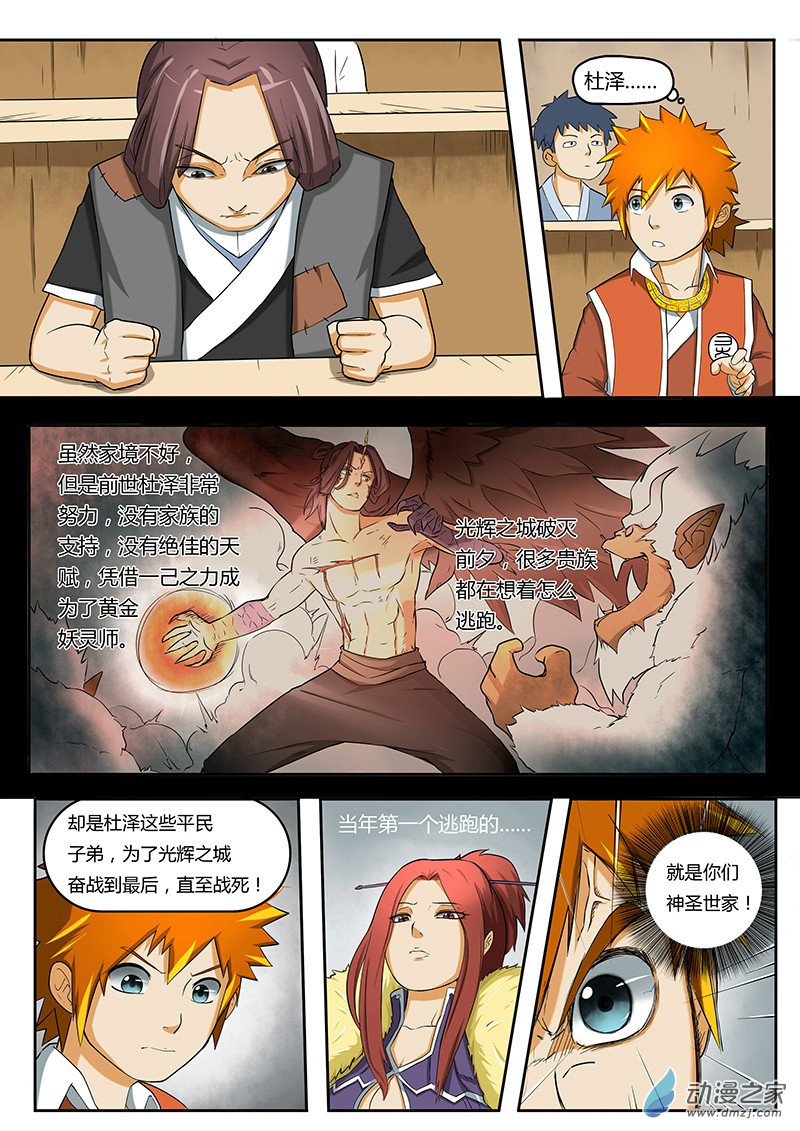 杜泽……
虽然家境不好，
但是前世杜泽非常
努力，没有家族的
支持，没有绝佳的天
赋，凭借一己之力成
为了黄金
妖灵师。
光辉之城破灭
前夕，很多贵族
都在想着怎么
逃跑。
却是杜泽这些平民
子弟，为了光辉之城
奋战到最后，直至战死！
当年第一个逃跑的……
就是你们
神圣世家！
动漫之家
www.dmzj.com